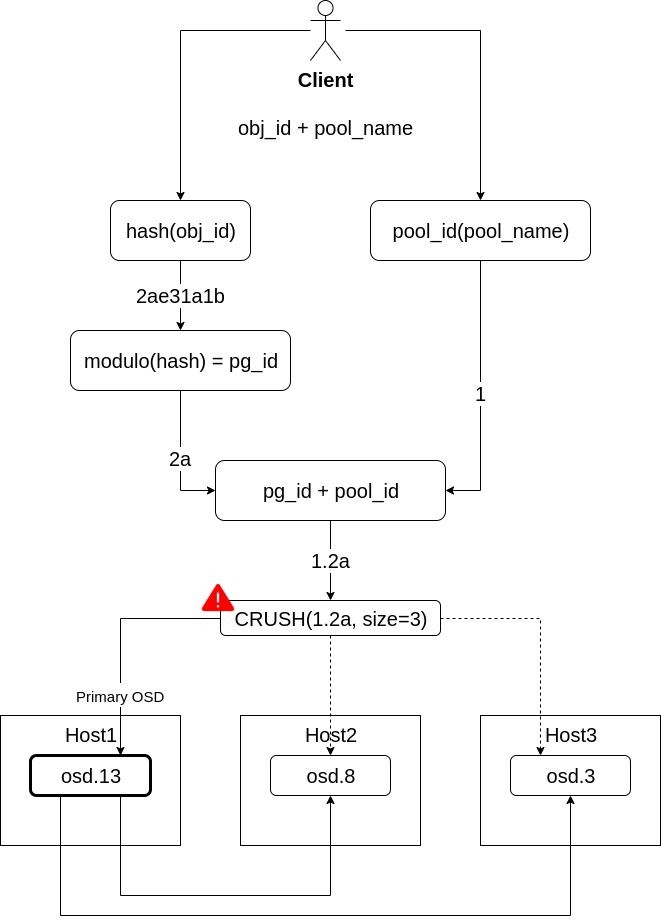 Client
obj_id + pool_name
hash(obj_id)
pool_id(pool_name)
2ae31a1b
modulo(hash) = pg_id
1
2a
pg_id + pool_id
1.2a
!
CRUSH(1.2a, size=3)
Primary OSD
Host1
Host2
Host3
osd.13
osd.8
osd.3